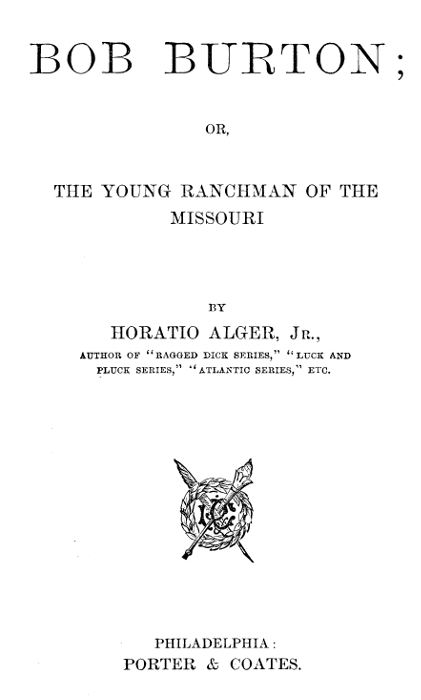 BOB BURTON;
OR,
THE YOUNG RANCHMAN OF THE
MISSOURI
BY
HORATIO ALGER, JR.,
AUTHOR OF "RAGGED DICK SERIES," "LUCK AND
PLUCK SERIES," "ATLANTIC SERIES," ETC.
PHILADELPHIA:
PORTER & COATES.